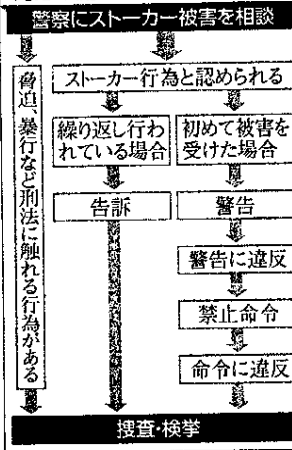 警察にストーカー被害を相談
脅迫、暴行など刑法に触れる行為がある
ストーカー行為と認められる
繰り返し行わ
れている場合
初めて被害を
受けた場合
告訴
警告
警告に違反
禁止命令
命令に違反
捜査・検挙